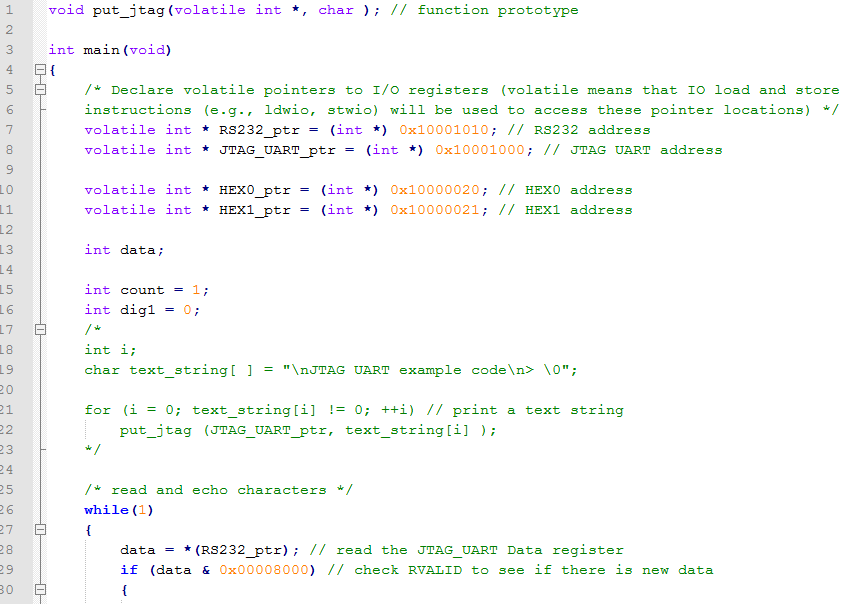 1 void put_jtag(volatile int *, char ); // function prototype
2
3 int main(void)
4 {
5 /* Declare volatile pointers to I/O registers (volatile means that IO load and store
6 instructions (e.g., ldwio, stwio) will be used to access these pointer locations) */
7 volatile int * RS232_ptr = (int *) 0x10001010; // RS232 address
8 volatile int * JTAG_UART_ptr = (int *) 0x10001000; // JTAG UART address
9
10 volatile int * HEX0_ptr = (int *) 0x10000020; // HEX0 address
11 volatile int * HEX1_ptr = (int *) 0x10000021; // HEX1 address
12
13 int data;
14
15 int count = 1;
16 int dig1 = 0;
17 /*
18 int i;
19 char text_string[ ] = "\nJTAG UART example code\n> \0";
20
21 for (i = 0; text_string[i] != 0; ++i) // print a text string
22 put_jtag (JTAG_UART_ptr, text_string[i] );
23 */
24
25 /* read and echo characters */
26 while(1)
27 {
28 data = *(RS232_ptr); // read the JTAG_UART Data register
29 if (data & 0x00008000) // check RVALID to see if there is new data
30 {